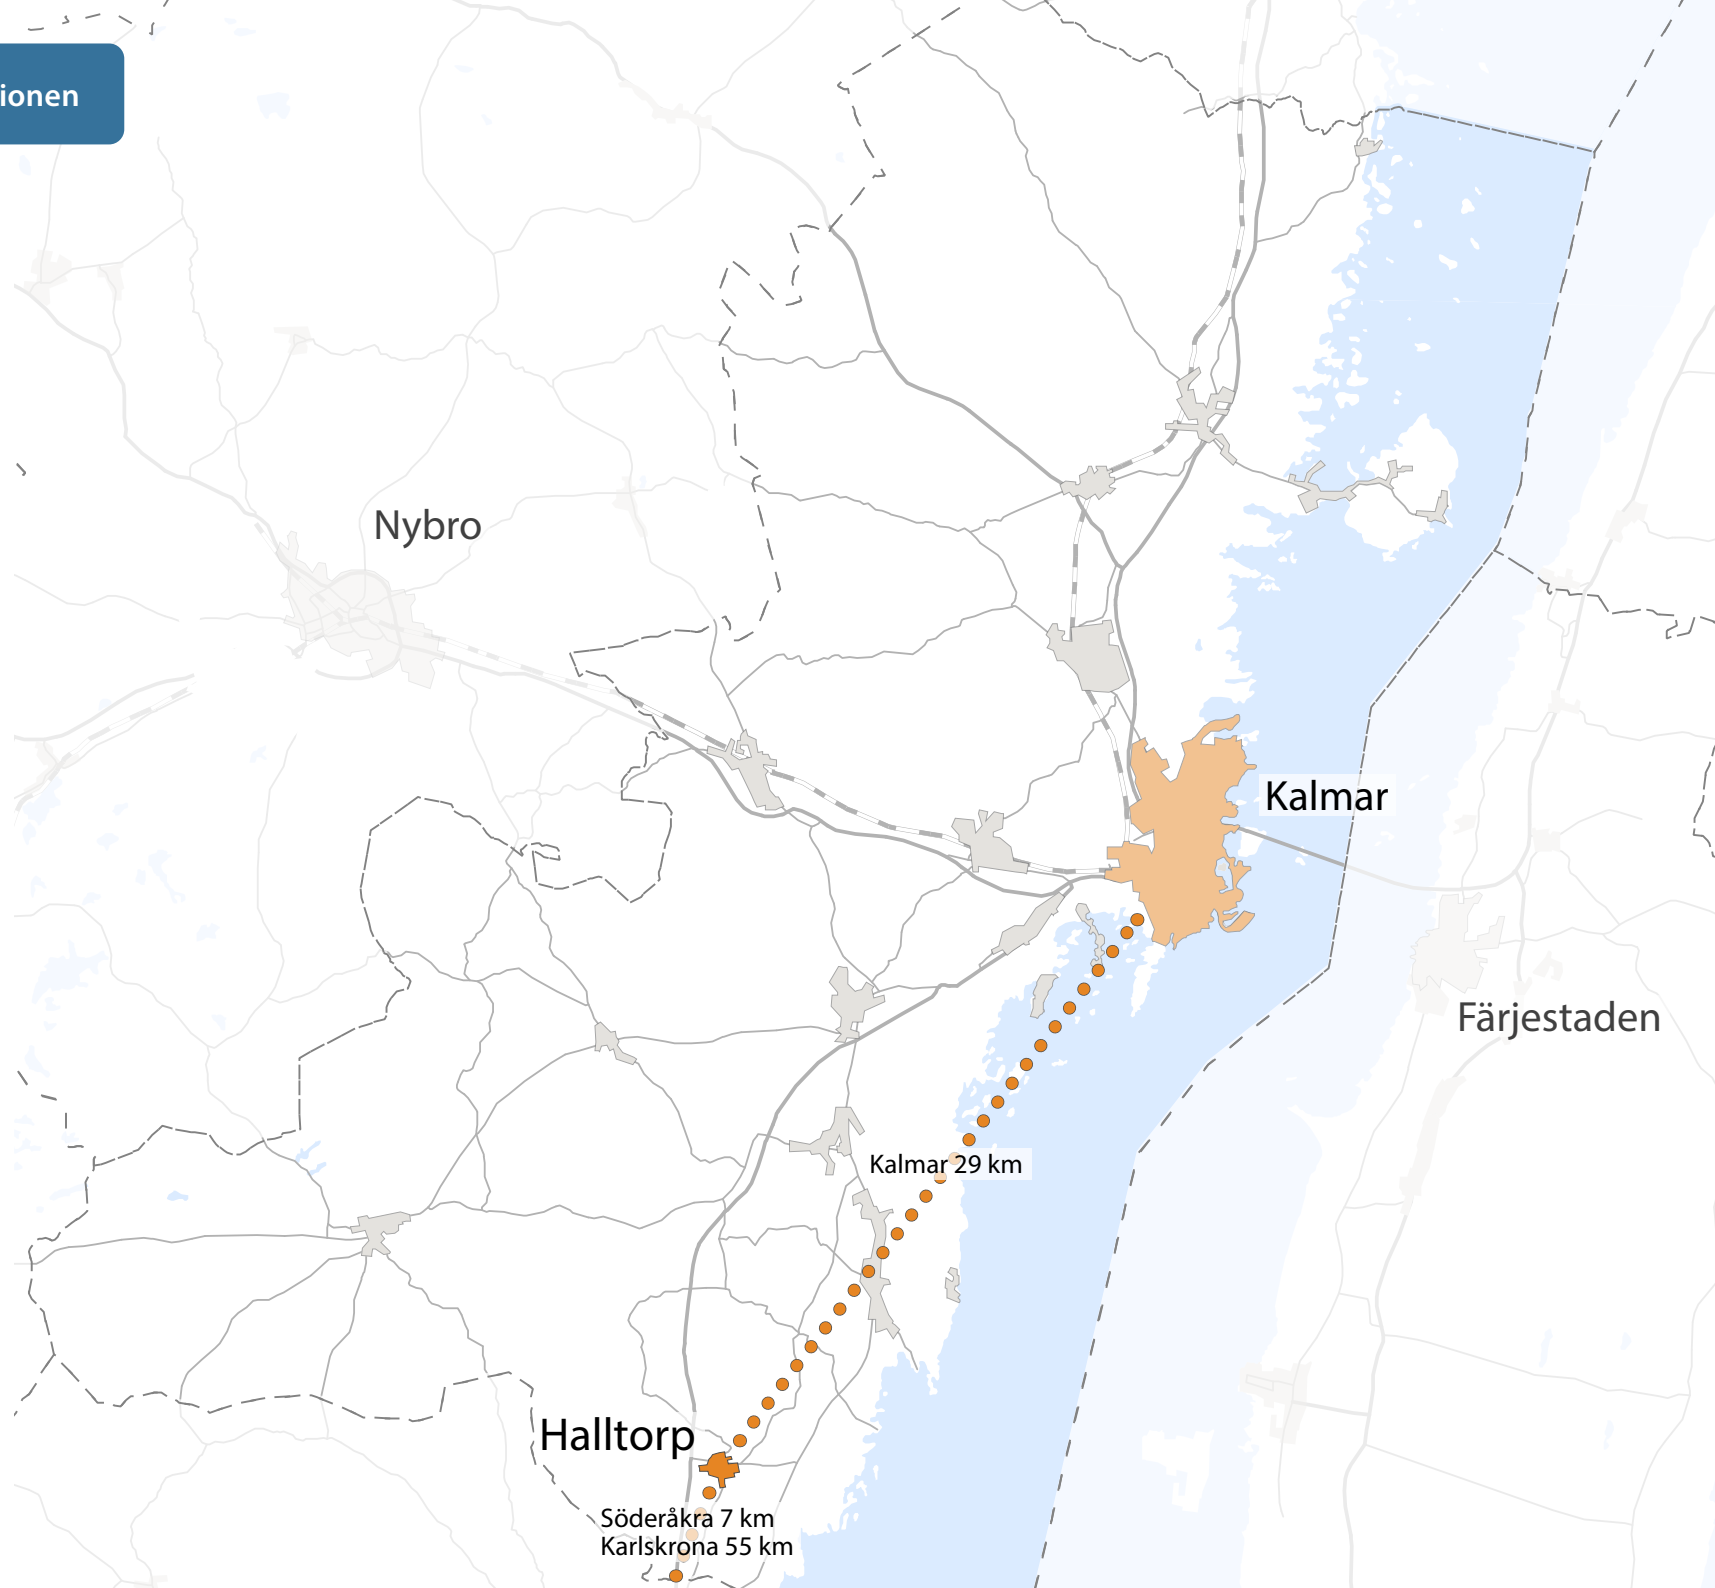 ionen
Nybro
Kalmar
Färjestaden
Kalmar 29 km
Halltorp
Söderåkra 7 km
Karlskrona 55 km